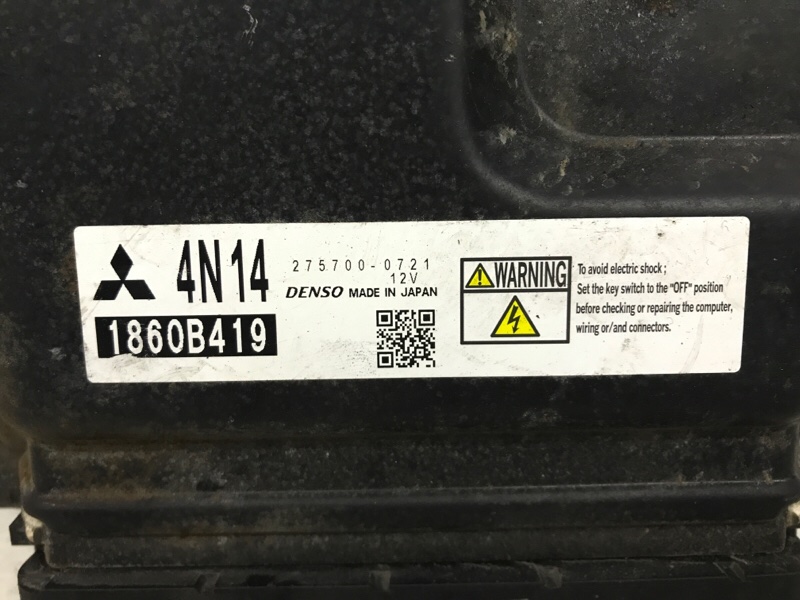 4N14
1860B419
275700-0721
12V
DENSO MADE IN JAPAN
WARNING
To avoid electric shock ;
Set the key switch to the "OFF" position
before checking or repairing the computer,
wiring or/and connectors.